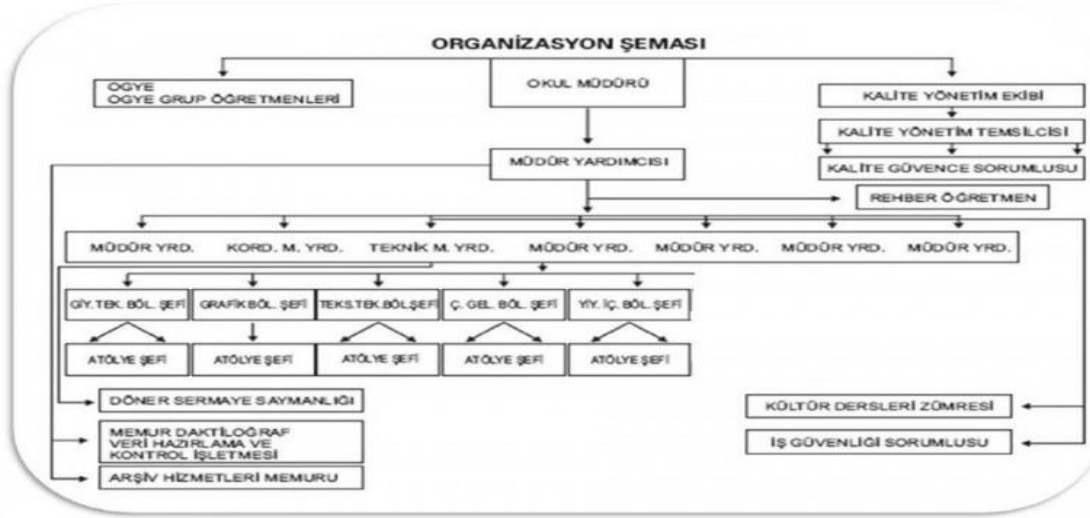 ORGANİZASYON ŞEMASI
OGYE
OGYE GRUP ÖĞRETMENLERİ
OKUL MÜDÜRÜ
KALİTE YÖNETİM EKİBİ
KALİTE YÖNETİM TEMSİLCİSİ
MÜDÜR YARDIMCISI
KALİTE GÜVENCE SORUMLUSU
REHBER ÖĞRETMEN
MÜDÜR YRD.
KORD. M. YRD.
TEKNİK M. YRD.
MÜDÜR YRD.
MÜDÜR YRD.
MÜDÜR YRD.
MÜDÜR YRD.
GİY. TEK. BÖL. ŞEFİ
GRAFİK BÖL. ŞEFİ
TEKS.TEK.BÖL.ŞEFİ
Ç. GEL. BÖL. ŞEFİ
YİY. İÇ. BÖL. ŞEFİ
ATÖLYE ŞEFİ
ATÖLYE ŞEFİ
ATÖLYE ŞEFİ
ATÖLYE ŞEFİ
ATÖLYE ŞEFİ
DÖNER SERMAYE SAYMANLIĞI
KÜLTÜR DERSLERİ ZÜMRESİ
MEMUR DAKTİLOĞRAF
VERİ HAZIRLAMA VE
KONTROL İŞLETMESİ
İŞ GÜVENLİĞİ SORUMLUSU
ARŞİV HİZMETLERİ MEMURU